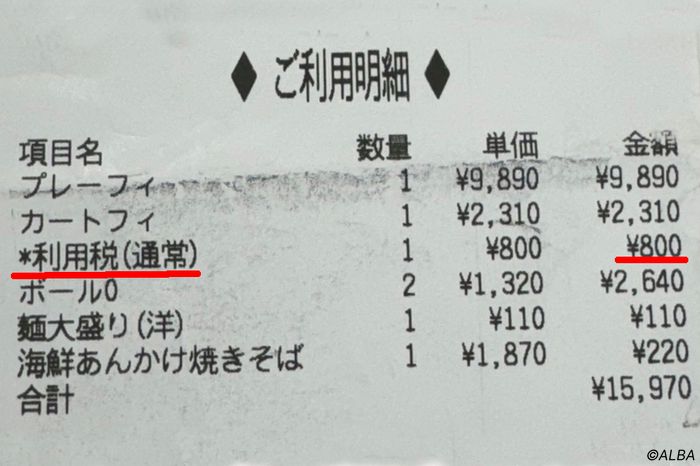 ♦ ご利用明細 ♦
項目名 数量 単価 金額
プレーフィ 1 ¥9,890 ¥9,890
カートフィ 1 ¥2,310 ¥2,310
*利用税(通常) 1 ¥800 ¥800
ボール0 2 ¥1,320 ¥2,640
麺大盛り(洋) 1 ¥110 ¥110
海鮮あんかけ焼きそば 1 ¥1,870 ¥220
合計 ¥15,970
©ALBA